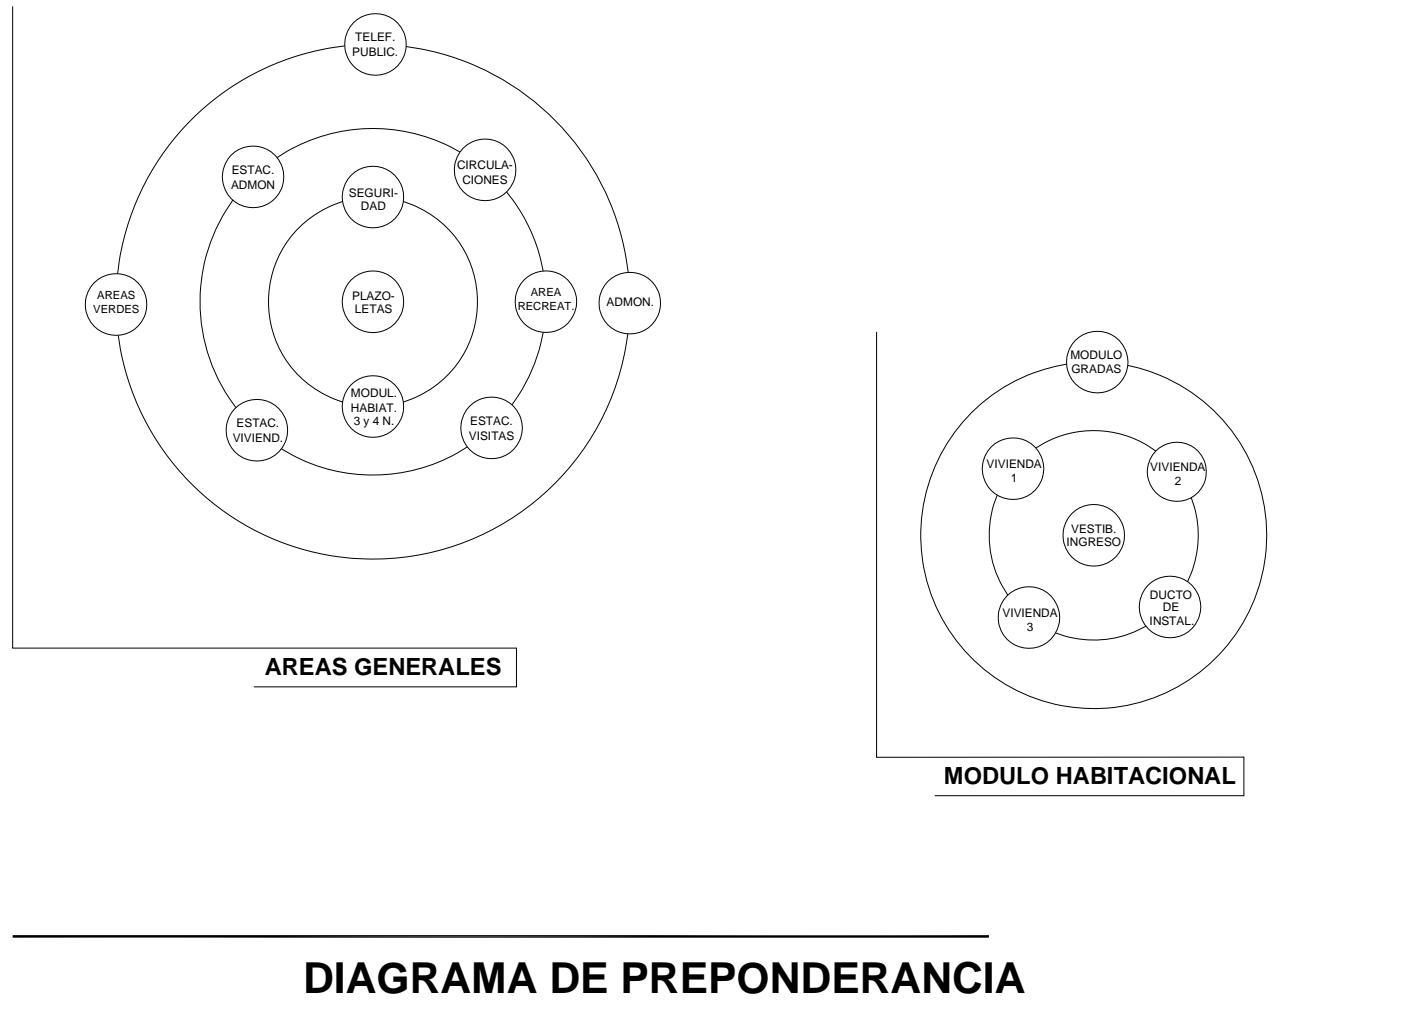 TELEF.
PUBLIC.
ESTAC.
ADMON
CIRCULA-
CIONES
SEGURI-
DAD
AREAS
VERDES
PLAZO-
LETAS
AREA
RECREAT.
ADMON.
MODUL.
HABIAT.
3 y 4 N.
ESTAC.
VIVIEND.
ESTAC.
VISITAS
AREAS GENERALES
MODULO
GRADAS
VIVIENDA
1
VIVIENDA
2
VESTIB.
INGRESO
VIVIENDA
3
DUCTO
DE
INSTAL.
MODULO HABITACIONAL
DIAGRAMA DE PREPONDERANCIA